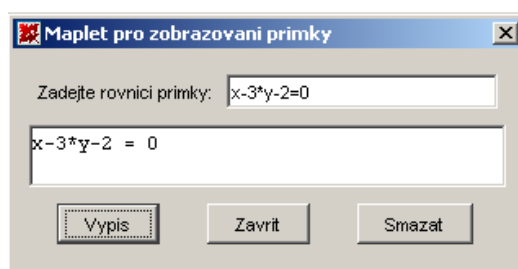 Maplet pro zobrazovani primky
Zadejte rovnici primky: x-3*y-2=0
x-3*y-2 = 0
Vypis Zavrit Smazat